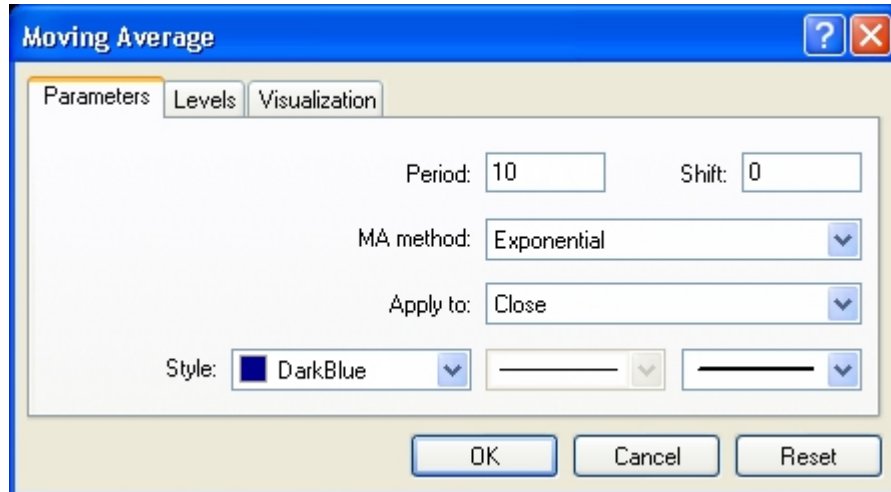 Moving Average
Parameters Levels Visualization
Period: 10 Shift: 0
MA method: Exponential
Apply to: Close
Style: DarkBlue
OK Cancel Reset